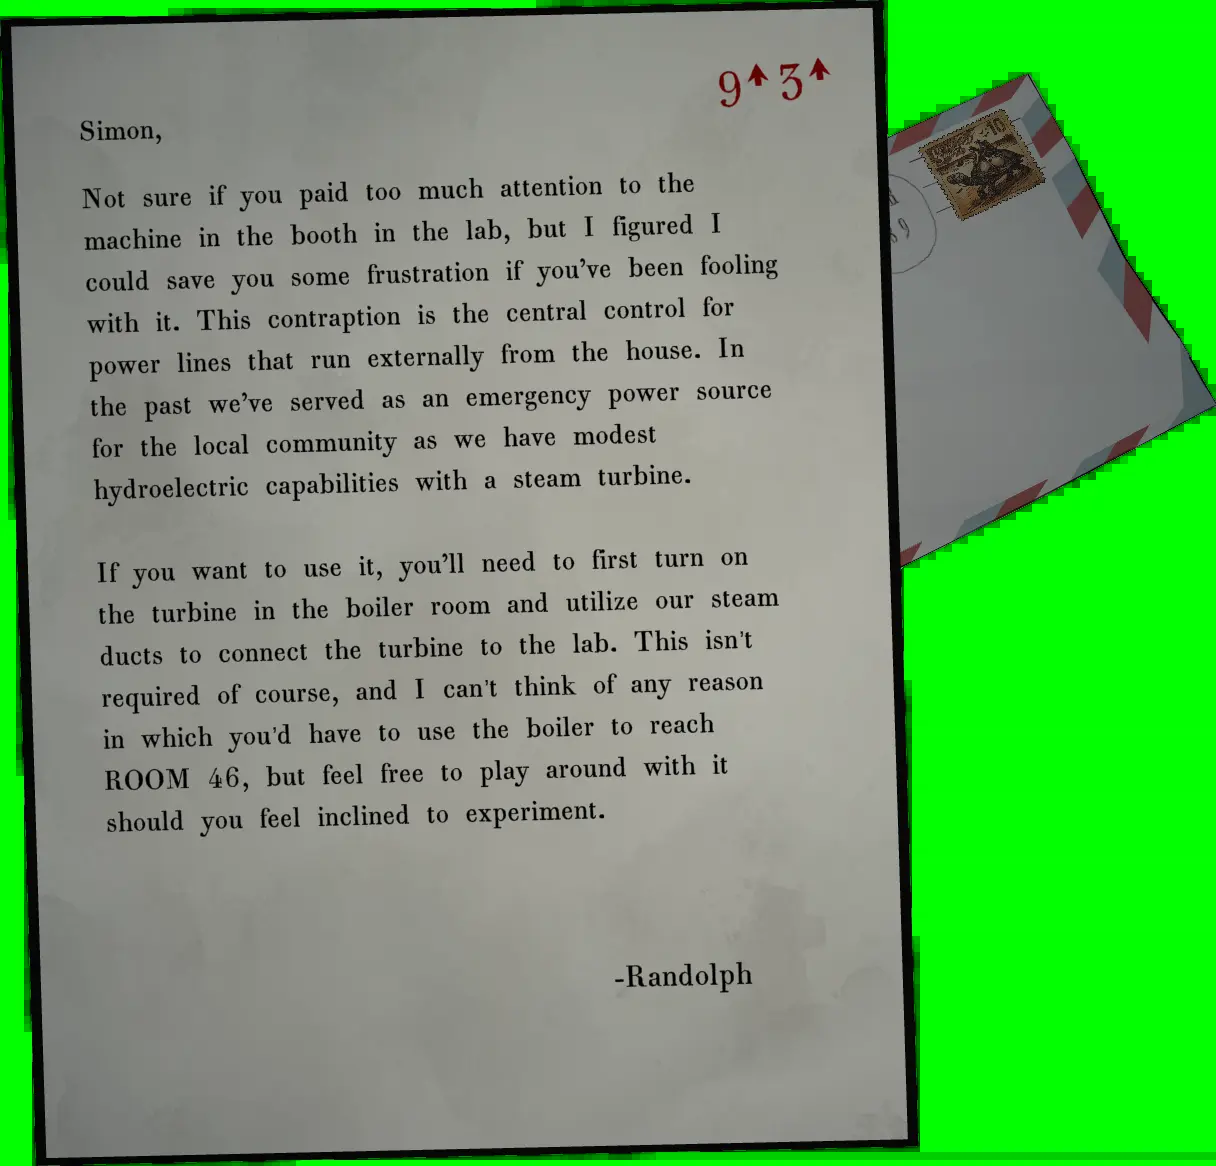 9↑ 3↑
Simon,
Not sure if you paid too much attention to the
machine in the booth in the lab, but I figured I
could save you some frustration if you've been fooling
with it. This contraption is the central control for
power lines that run externally from the house. In
the past we've served as an emergency power source
for the local community as we have modest
hydroelectric capabilities with a steam turbine.
If you want to use it, you'll need to first turn on
the turbine in the boiler room and utilize our steam
ducts to connect the turbine to the lab. This isn't
required of course, and I can't think of any reason
in which you'd have to use the boiler to reach
ROOM 46, but feel free to play around with it
should you feel inclined to experiment.
-Randolph
10